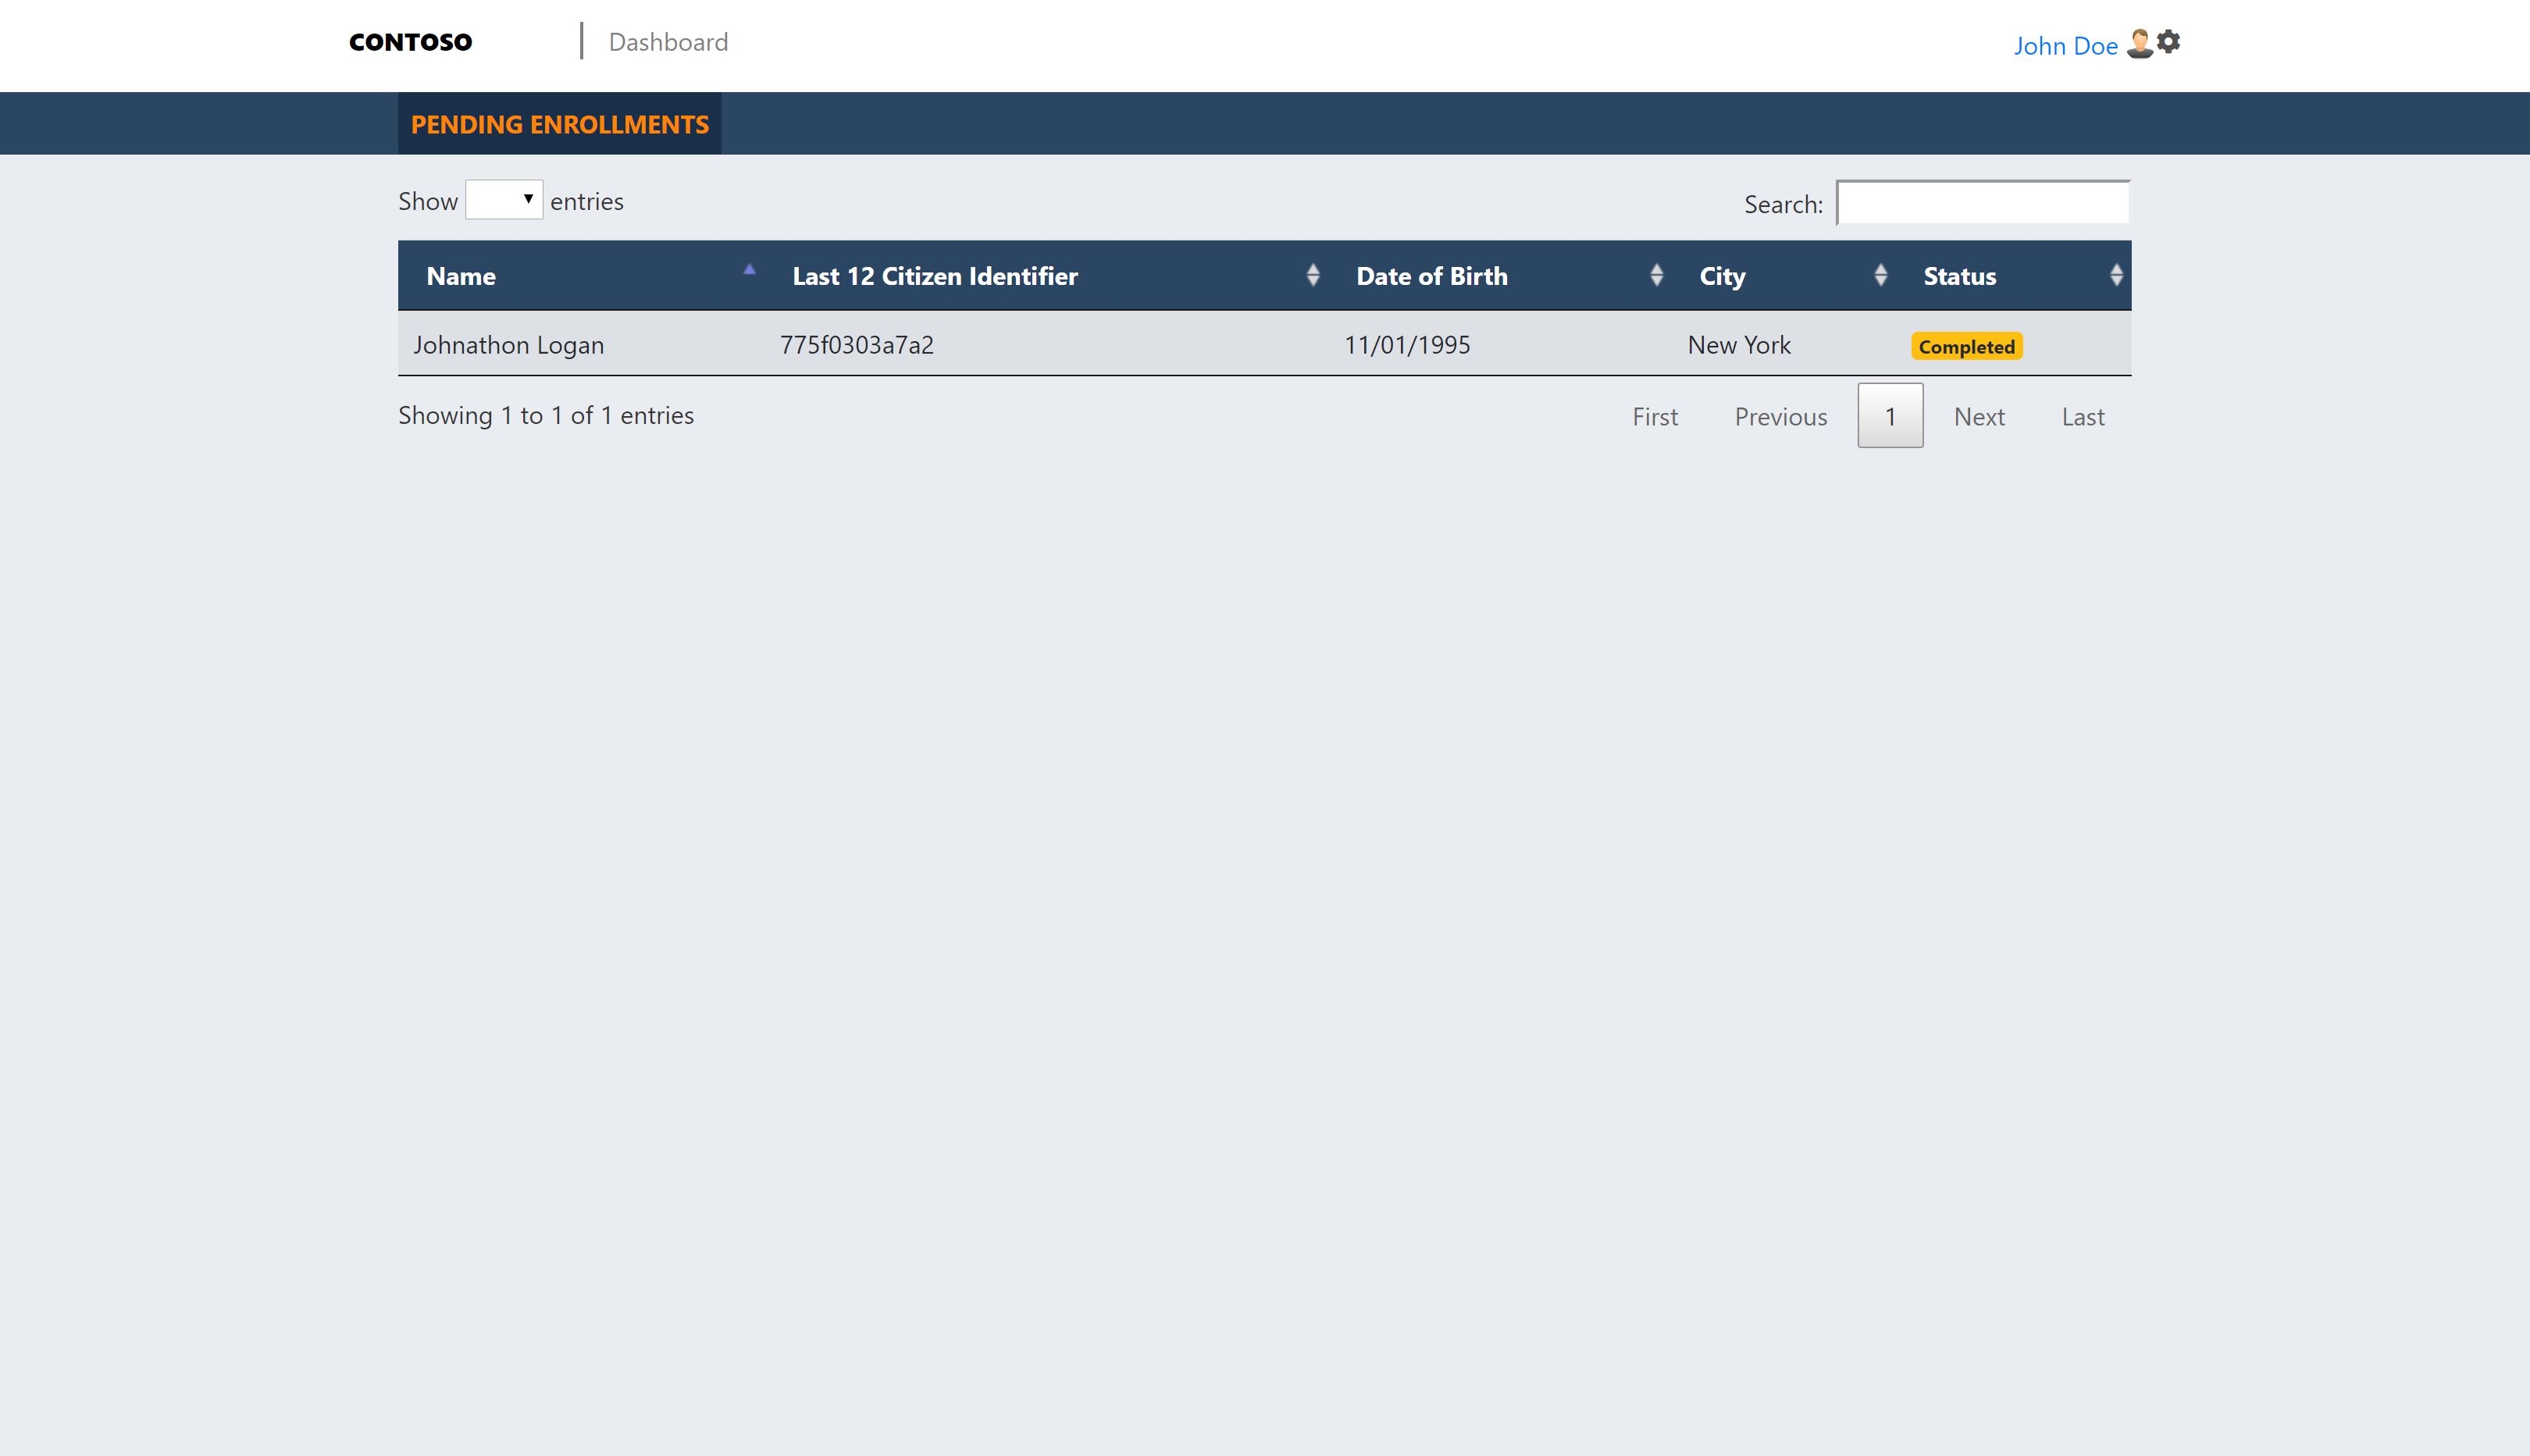 CONTOSO Dashboard John Doe
PENDING ENROLLMENTS
Show entries Search:
Name Last 12 Citizen Identifier Date of Birth City Status
Johnathon Logan 775f0303a7a2 11/01/1995 New York Completed
Showing 1 to 1 of 1 entries First Previous 1 Next Last